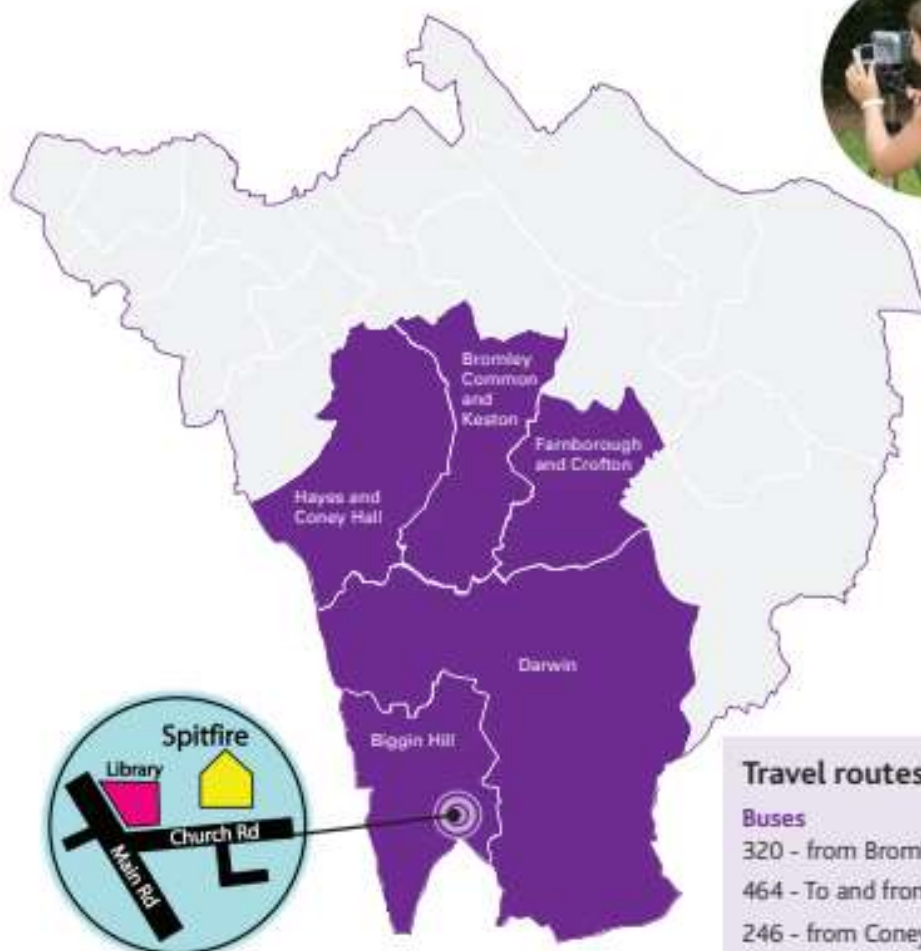 Bromley
Common
and
Keston
Farnborough
and Crofton
Hayes and
Coney Hall
Darwin
Biggin Hill
Spitfire
Library
Church Rd
Main Rd
Travel routes
Buses
320 - from Brom
464 - To and from
246 - from Cone